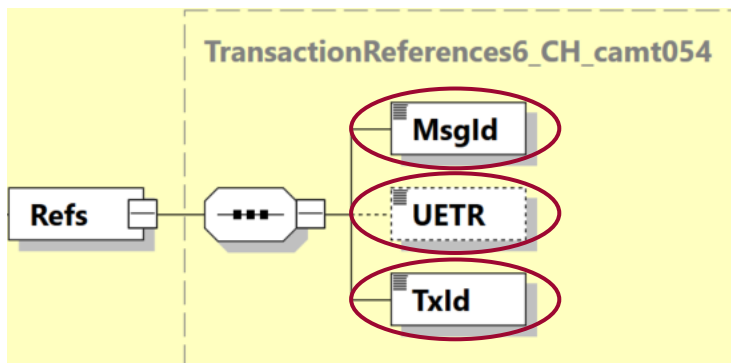 TransactionReferences6_CH_camt054
MsgId
Refs
UETR
TxId